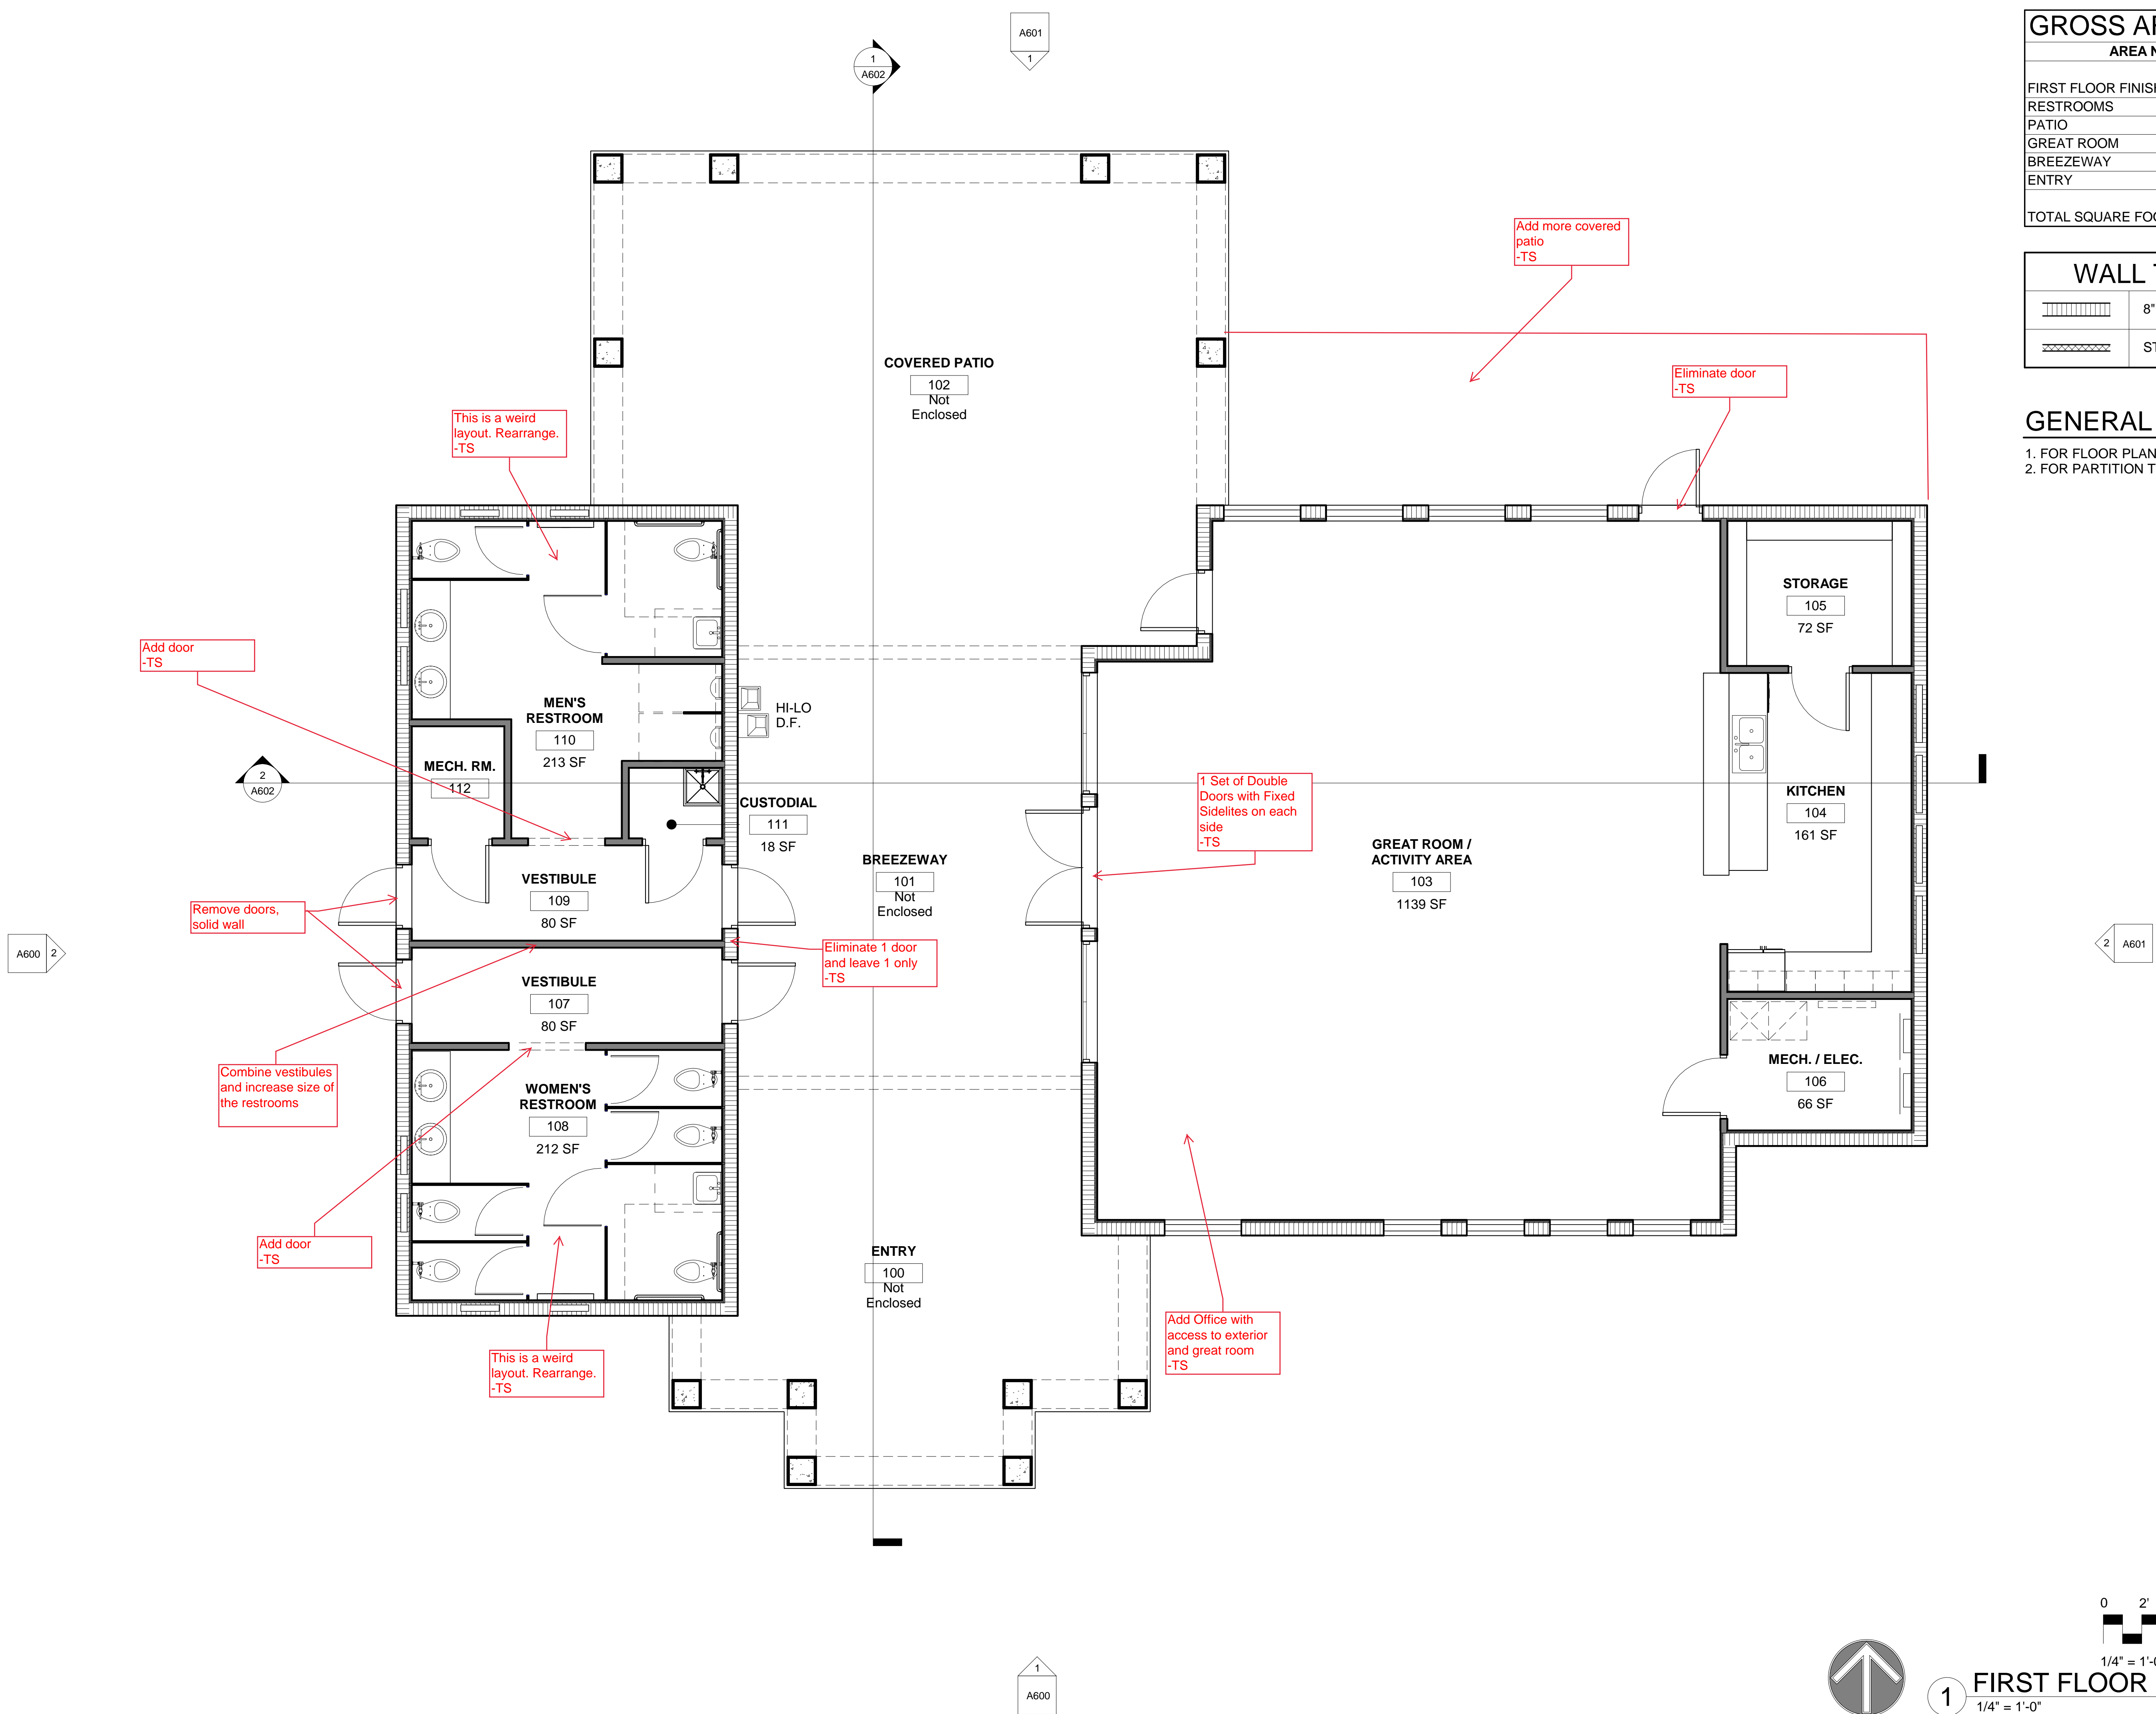 A601
1
1
A602
GROSS
AREA
FIRST FLOOR
RESTROOMS
PATIO
GREAT ROOM
BREEZEWAY
ENTRY
TOTAL SQUARE
WALL
8"
GENERAL
1. FOR FLOOR PLAN
2. FOR PARTITION
Add more covered
patio
-TS
Eliminate door
-TS
COVERED PATIO
102
Not
Enclosed
This is a weird
layout. Rearrange.
-TS
STORAGE
105
72 SF
Add door
-TS
MEN'S
RESTROOM
110
213 SF
HI-LO
D.F.
MECH. RM.
112
2
A602
CUSTODIAL
111
18 SF
1 Set of Double
Doors with Fixed
Sidelites on each
side
-TS
KITCHEN
104
161 SF
GREAT ROOM /
ACTIVITY AREA
103
1139 SF
BREEZEWAY
101
Not
Enclosed
VESTIBULE
109
80 SF
Remove doors,
solid wall
Eliminate 1 door
and leave 1 only
-TS
A600 2
2 A601
VESTIBULE
107
80 SF
Combine vestibules
and increase size of
the restrooms
WOMEN'S
RESTROOM
108
212 SF
MECH. / ELEC.
106
66 SF
Add door
-TS
ENTRY
100
Not
Enclosed
This is a weird
layout. Rearrange.
-TS
Add Office with
access to exterior
and great room
-TS
1
A600
0 2'
1/4" = 1'-0
1 FIRST FLOOR
1/4" = 1'-0"